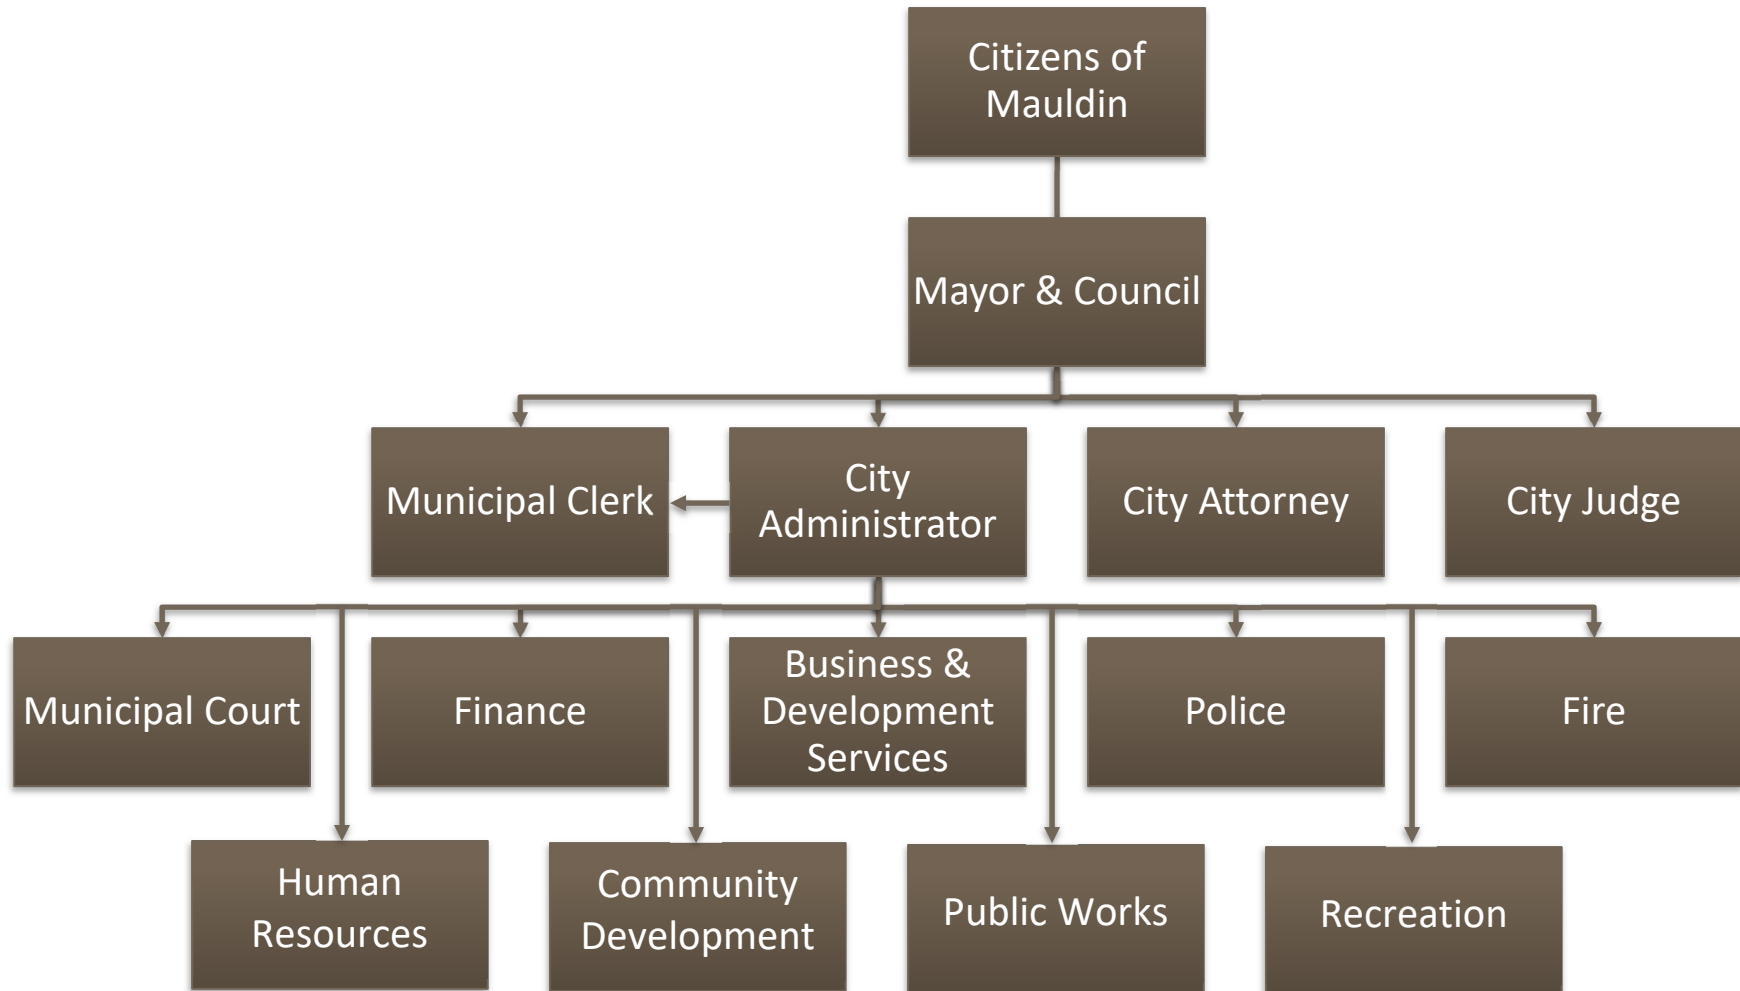 Citizens of
Mauldin
Mayor & Council
Municipal Clerk
City
Administrator
City Attorney
City Judge
Municipal Court
Finance
Business &
Development
Services
Police
Fire
Human
Resources
Community
Development
Public Works
Recreation